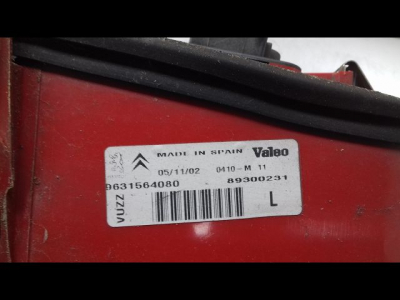 MADE IN SPAIN Valeo
05/11/02 0410-M 11
9631564080 89300231
VUZZ
L